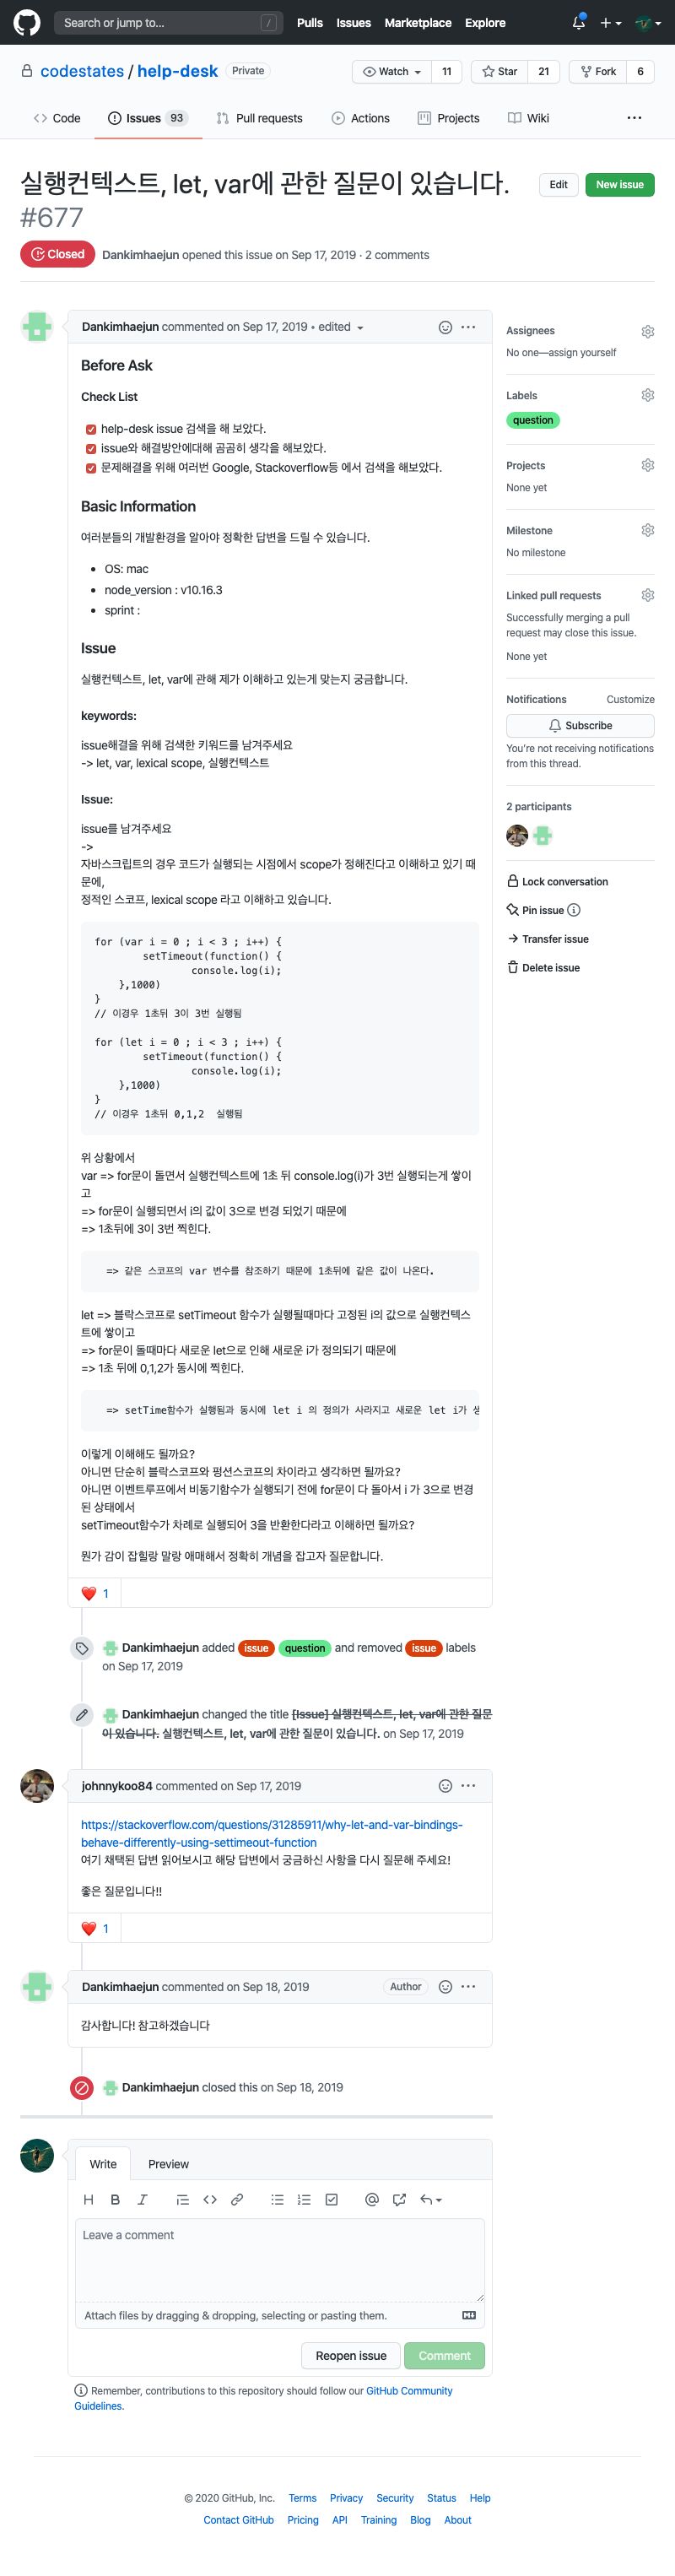 Search or jump to... /
Pulls Issues Marketplace Explore
codestates / help-desk Private
Watch 11 Star 21 Fork 6
Code Issues 93 Pull requests Actions Projects Wiki ...
실행컨텍스트, let, var에 관한 질문이 있습니다.
#677
Edit New issue
Closed Dankimhaejun opened this issue on Sep 17, 2019 · 2 comments
Dankimhaejun commented on Sep 17, 2019 • edited
Before Ask
Check List
help-desk issue 검색을 해 보았다.
issue와 해결방안에대해 곰곰히 생각을 해보았다.
문제해결을 위해 여러번 Google, Stackoverflow등 에서 검색을 해보았다.
Basic Information
여러분들의 개발환경을 알아야 정확한 답변을 드릴 수 있습니다.
• OS: mac
• node_version : v10.16.3
• sprint :
Issue
실행컨텍스트, let, var에 관해 제가 이해하고 있는게 맞는지 궁금합니다.
keywords:
issue해결을 위해 검색한 키워드를 남겨주세요
-> let, var, lexical scope, 실행컨텍스트
Issue:
issue를 남겨주세요
->
자바스크립트의 경우 코드가 실행되는 시점에서 scope가 정해진다고 이해하고 있기 때
문에,
정적인 스코프, lexical scope 라고 이해하고 있습니다.
for (var i = 0 ; i < 3 ; i++) {
setTimeout(function() {
console.log(i);
},1000)
}
// 이경우 1초뒤 3이 3번 실행됨
for (let i = 0 ; i < 3 ; i++) {
setTimeout(function() {
console.log(i);
},1000)
}
// 이경우 1초뒤 0,1,2 실행됨
위 상황에서
var => for문이 돌면서 실행컨텍스트에 1초 뒤 console.log(i)가 3번 실행되는게 쌓이
고
=> for문이 실행되면서 i의 값이 3으로 변경 되었기 때문에
=> 1초뒤에 3이 3번 찍힌다.
=> 같은 스코프의 var 변수를 참조하기 때문에 1초뒤에 같은 값이 나온다.
let => 블락스코프로 setTimeout 함수가 실행될때마다 고정된 i의 값으로 실행컨텍스
트에 쌓이고
=> for문이 돌때마다 새로운 let으로 인해 새로운 i가 정의되기 때문에
=> 1초 뒤에 0,1,2가 동시에 찍힌다.
=> setTime함수가 실행됨과 동시에 let i 의 정의가 사라지고 새로운 let i가
이렇게 이해해도 될까요?
아니면 단순히 블락스코프와 펑션스코프의 차이라고 생각하면 될까요?
아니면 이벤트루프에서 비동기함수가 실행되기 전에 for문이 다 돌아서 i 가 3으로 변경
된 상태에서
setTimeout함수가 차례로 실행되어 3을 반환한다라고 이해하면 될까요?
뭔가 감이 잡힐랑 말랑 애매해서 정확히 개념을 잡고자 질문합니다.
❤️ 1
Dankimhaejun added issue question and removed issue labels
on Sep 17, 2019
Dankimhaejun changed the title [Issue] 실행컨텍스트, let, var에 관한 질문
이 있습니다. 실행컨텍스트, let, var에 관한 질문이 있습니다. on Sep 17, 2019
johnnykoo84 commented on Sep 17, 2019
https://stackoverflow.com/questions/31285911/why-let-and-var-bindings-
behave-differently-using-settimeout-function
여기 채택된 답변 읽어보시고 해당 답변에서 궁금하신 사항을 다시 질문해 주세요!
좋은 질문입니다!!
❤️ 1
Dankimhaejun commented on Sep 18, 2019 Author
감사합니다! 참고하겠습니다
Dankimhaejun closed this on Sep 18, 2019
Write Preview
H B I
Leave a comment
Attach files by dragging & dropping, selecting or pasting them.
Reopen issue Comment
Remember, contributions to this repository should follow our GitHub Community
Guidelines.
Assignees
No one—assign yourself
Labels
question
Projects
None yet
Milestone
No milestone
Linked pull requests
Successfully merging a pull
request may close this issue.
None yet
Notifications Customize
Subscribe
You're not receiving notifications
from this thread.
2 participants
Lock conversation
Pin issue
Transfer issue
Delete issue
© 2020 GitHub, Inc. Terms Privacy Security Status Help
Contact GitHub Pricing API Training Blog About